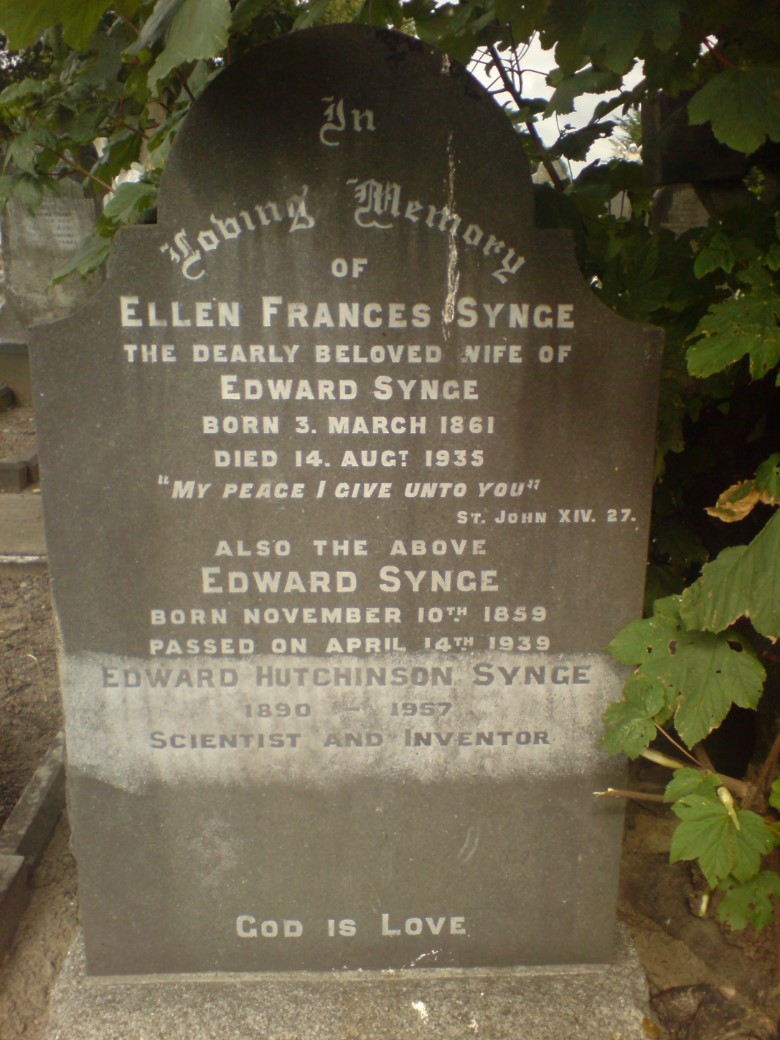 In
Loving Memory
OF
ELLEN FRANCES SYNGE
THE DEARLY BELOVED WIFE OF
EDWARD SYNGE
BORN 3. MARCH 1861
DIED 14. AUGT. 1935
"MY PEACE I GIVE UNTO YOU"
ST. JOHN XIV. 27.
ALSO THE ABOVE
EDWARD SYNGE
BORN NOVEMBER 10TH. 1859
PASSED ON APRIL 14TH 1939
EDWARD HUTCHINSON SYNGE
1890 – 1957
SCIENTIST AND INVENTOR
GOD IS LOVE